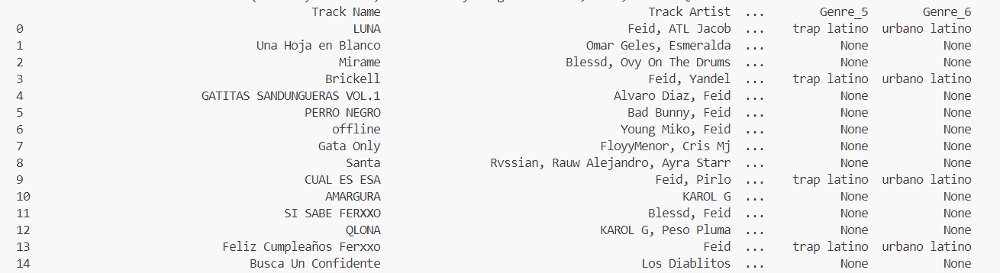 Track Name Track Artist ... Genre_5 Genre_6
0 LUNA Feid, ATL Jacob ... trap latino urbano latino
1 Una Hoja en Blanco Omar Geles, Esmeralda ... None None
2 Mirame Blessd, Ovy On The Drums ... None None
3 Brickell Feid, Yandel ... trap latino urbano latino
4 GATITAS SANDUNGUERAS VOL.1 Alvaro Diaz, Feid ... None None
5 PERRO NEGRO Bad Bunny, Feid ... None None
6 offline Young Miko, Feid ... None None
7 Gata Only FloyyMenor, Cris Mj ... None None
8 Santa Rvssian, Rauw Alejandro, Ayra Starr ... None None
9 CUAL ES ESA Feid, Pirlo ... trap latino urbano latino
10 AMARGURA KAROL G ... None None
11 SI SABE FERXXO Blessd, Feid ... None None
12 QLONA KAROL G, Peso Pluma ... None None
13 Feliz Cumpleaños Ferxxo Feid ... trap latino urbano latino
14 Busca Un Confidente Los Diablitos ... None None